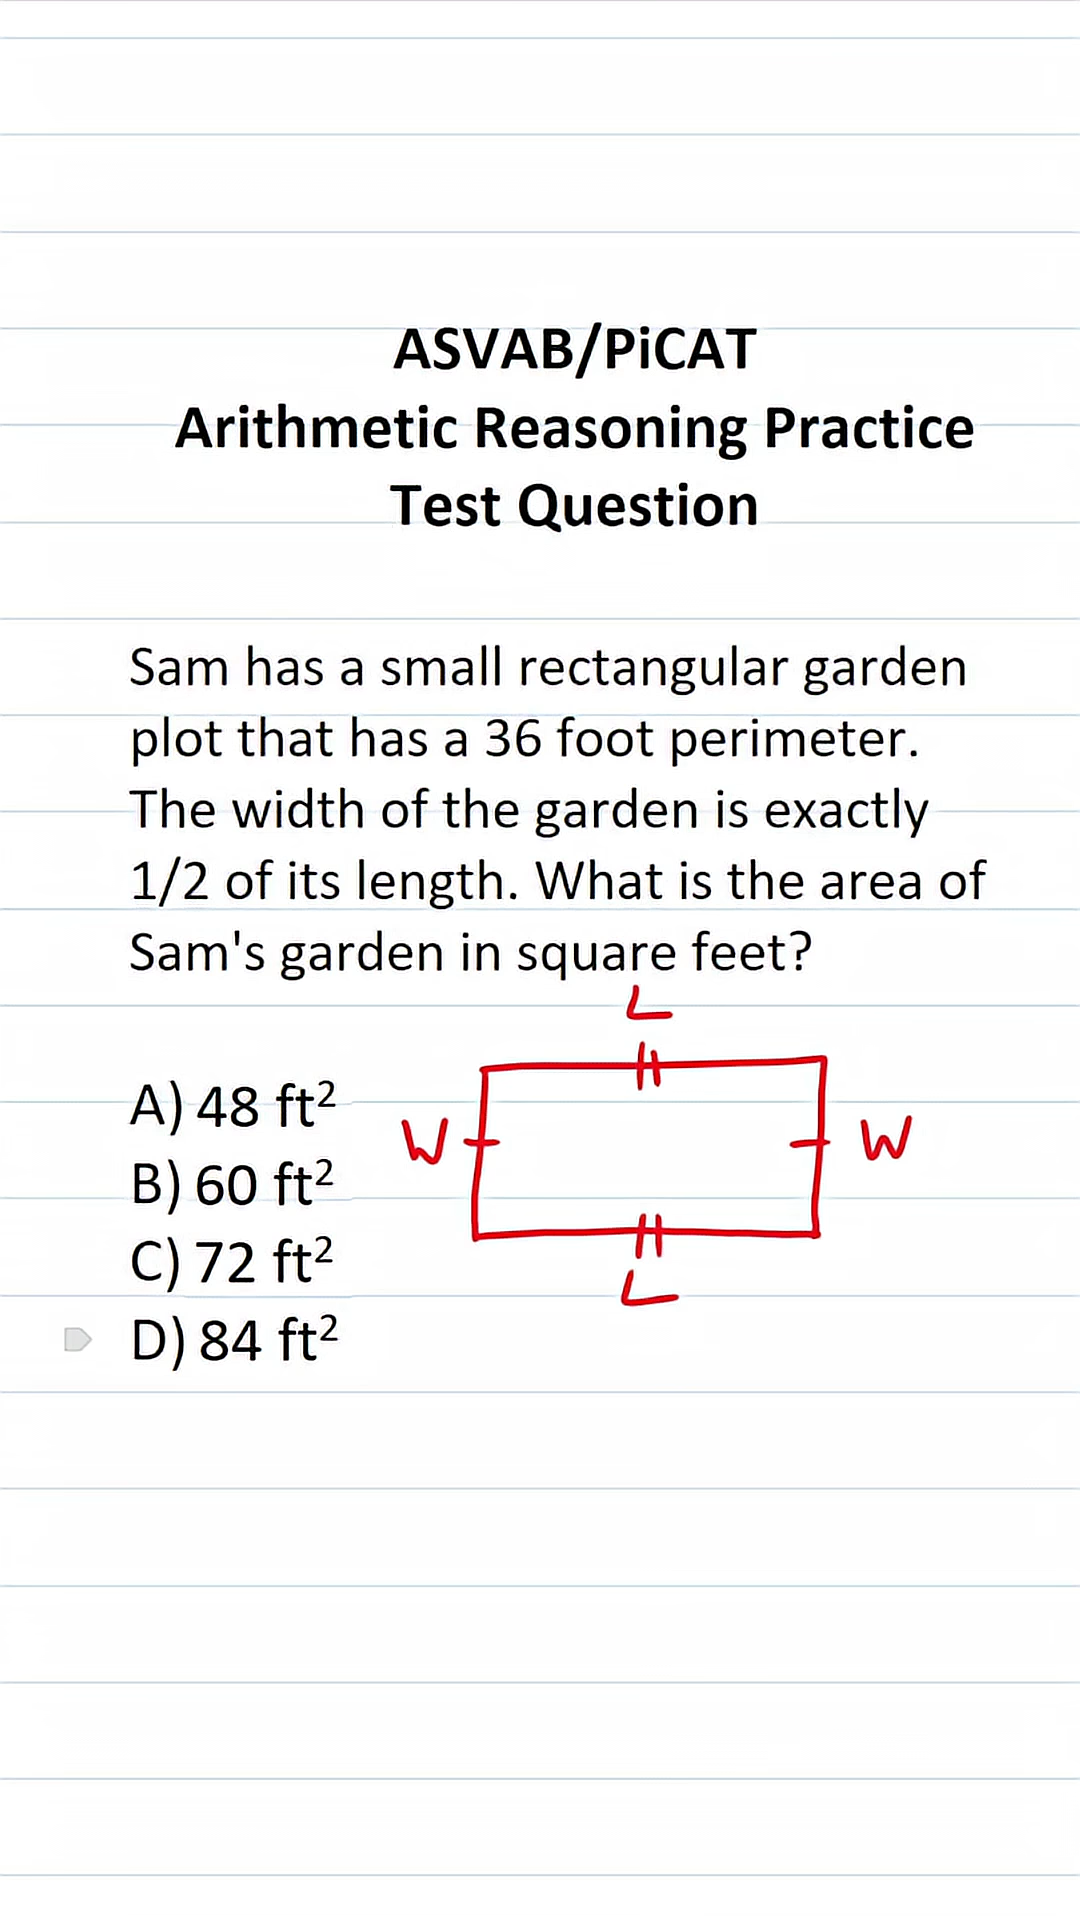 ASVAB/PiCAT
Arithmetic Reasoning Practice
Test Question
Sam has a small rectangular garden
plot that has a 36 foot perimeter.
The width of the garden is exactly
1/2 of its length. What is the area of
Sam's garden in square feet?
L
A) 48 ft²
W W
B) 60 ft²
C) 72 ft²
L
D) 84 ft²